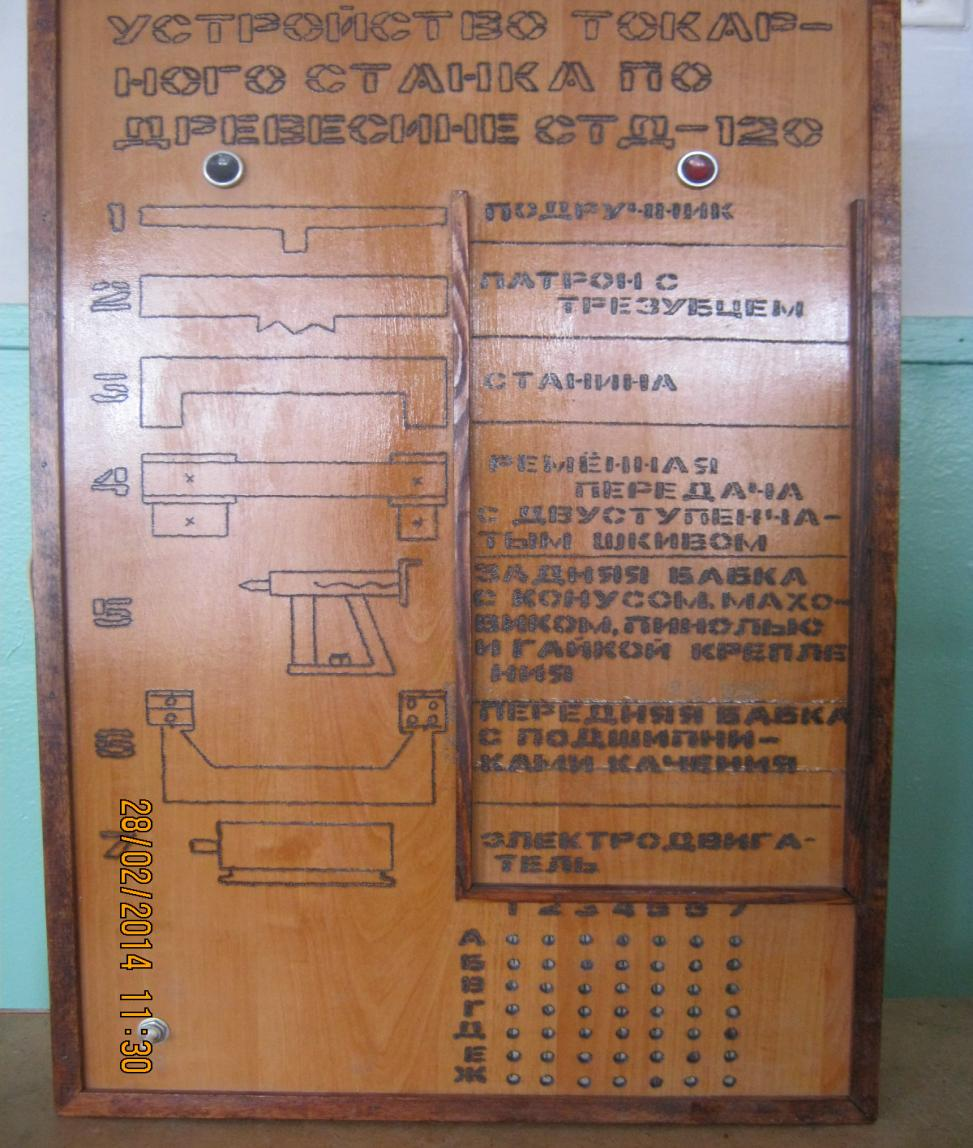 УСТРОЙСТВО ТОКАР-
НОГО СТАНКА ПО
ДРЕВЕСИНЕ СТД-120
1 ПОДРУЧНИК
2 ПАТРОН С
ТРЕЗУБЦЕМ
3 СТАНИНА
4 РЕМЁННАЯ
ПЕРЕДАЧА
С ДВУСТУПЕНЧА-
ТЫМ ШКИВОМ
5 ЗАДНЯЯ БАБКА
С КОНУСОМ, МАХО-
ВИКОМ, ПИНОЛЬЮ
И ГАЙКОЙ КРЕПЛЕ
НИЯ
6 ПЕРЕДНЯЯ БАБКА
С ПОДШИПНИ-
КАМИ КАЧЕНИЯ
7 ЭЛЕКТРОДВИГА-
ТЕЛЬ
1 2 3 4 5 6 7
А
Б
В
Г
Д
Е
Ж
28/02/2014 11:30